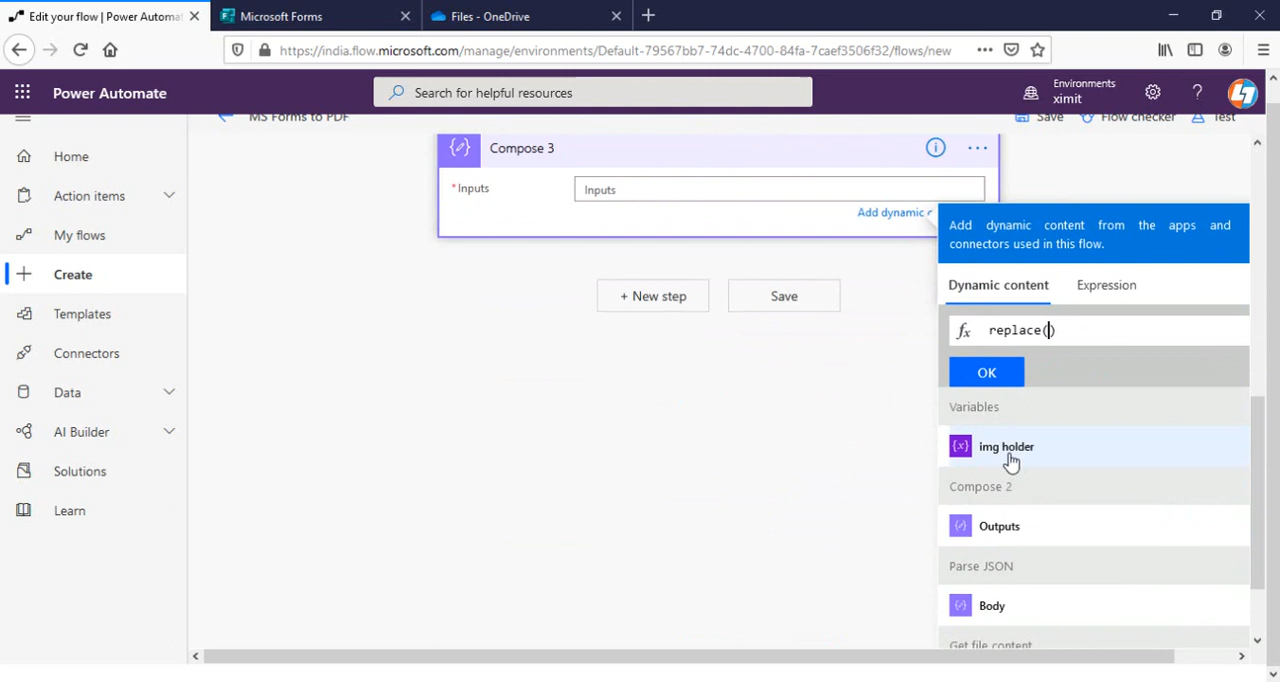 Edit your flow | Power Automat
Microsoft Forms
Files - OneDrive
https://india.flow.microsoft.com/manage/environments/Default-79567bb7-74dc-4700-84fa-7caef3506f32/flows/new
Power Automate
Search for helpful resources
Environments
ximit
MS Forms to PDF
Save
Flow checker
Test
Home
Action items
My flows
Create
Templates
Connectors
Data
AI Builder
Solutions
Learn
Compose 3
* Inputs
Inputs
Add dynamic c
+ New step
Save
Add dynamic content from the apps and
connectors used in this flow.
Dynamic content
Expression
fx replace()
OK
Variables
{x} img holder
Compose 2
Outputs
Parse JSON
Body
Get file content